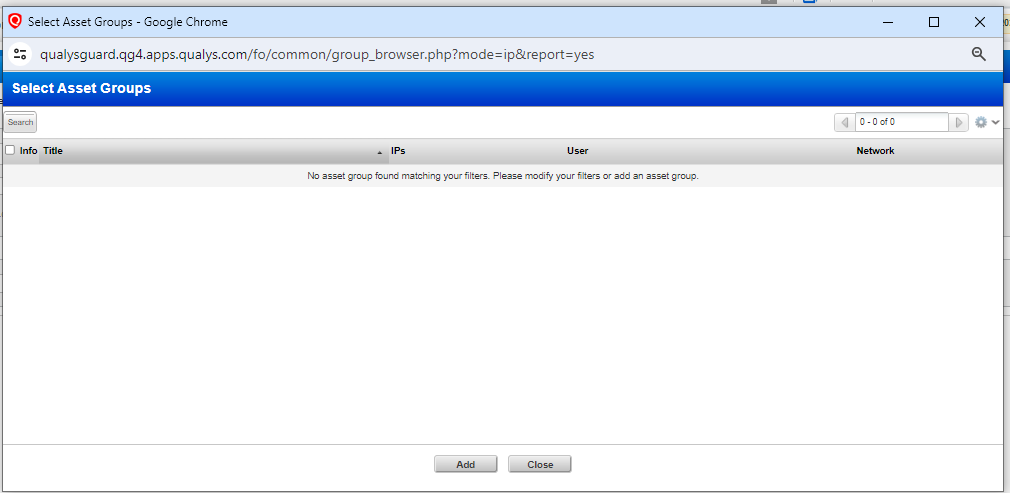 Select Asset Groups - Google Chrome
qualysguard.qg4.apps.qualys.com/fo/common/group_browser.php?mode=ip&report=yes
Select Asset Groups
Search
0 - 0 of 0
Info Title IPs User Network
No asset group found matching your filters. Please modify your filters or add an asset group.
Add Close